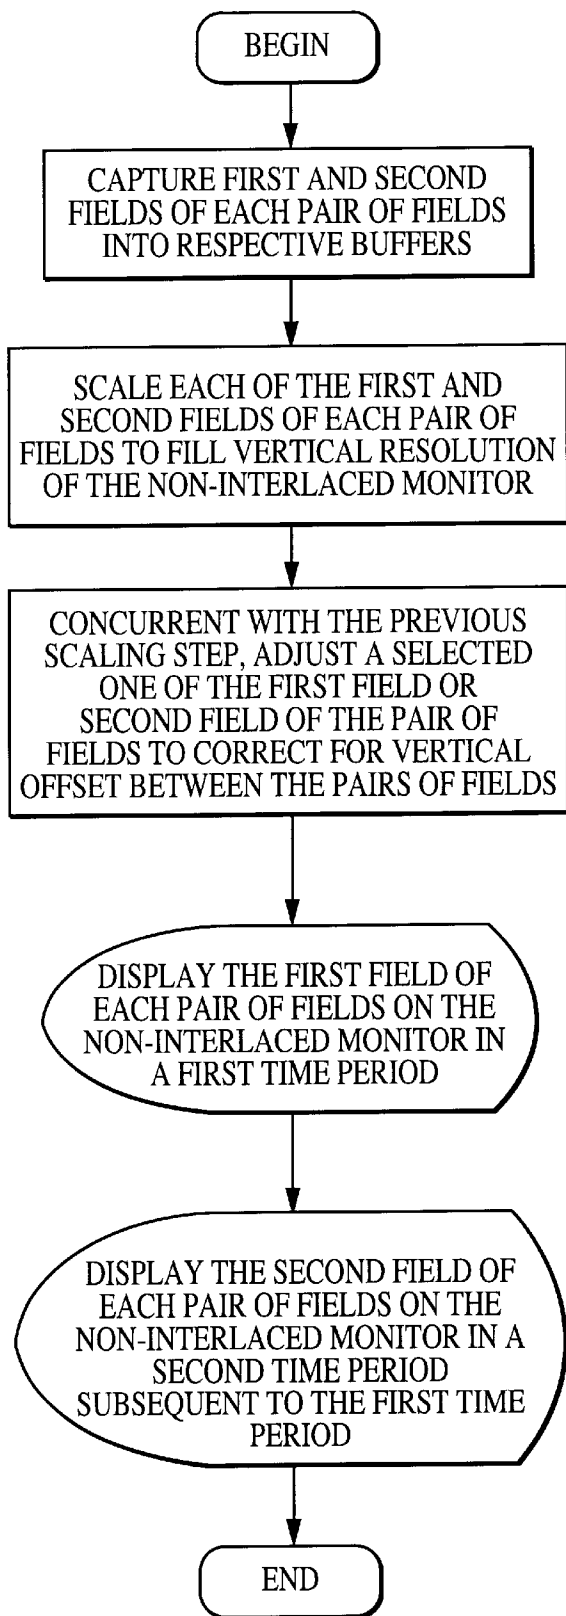 BEGIN
CAPTURE FIRST AND SECOND
FIELDS OF EACH PAIR OF FIELDS
INTO RESPECTIVE BUFFERS
SCALE EACH OF THE FIRST AND
SECOND FIELDS OF EACH PAIR OF
FIELDS TO FILL VERTICAL RESOLUTION
OF THE NON-INTERLACED MONITOR
CONCURRENT WITH THE PREVIOUS
SCALING STEP, ADJUST A SELECTED
ONE OF THE FIRST FIELD OR
SECOND FIELD OF THE PAIR OF
FIELDS TO CORRECT FOR VERTICAL
OFFSET BETWEEN THE PAIRS OF FIELDS
DISPLAY THE FIRST FIELD OF
EACH PAIR OF FIELDS ON THE
NON-INTERLACED MONITOR IN
A FIRST TIME PERIOD
DISPLAY THE SECOND FIELD OF
EACH PAIR OF FIELDS ON THE
NON-INTERLACED MONITOR IN A
SECOND TIME PERIOD
SUBSEQUENT TO THE FIRST TIME
PERIOD
END